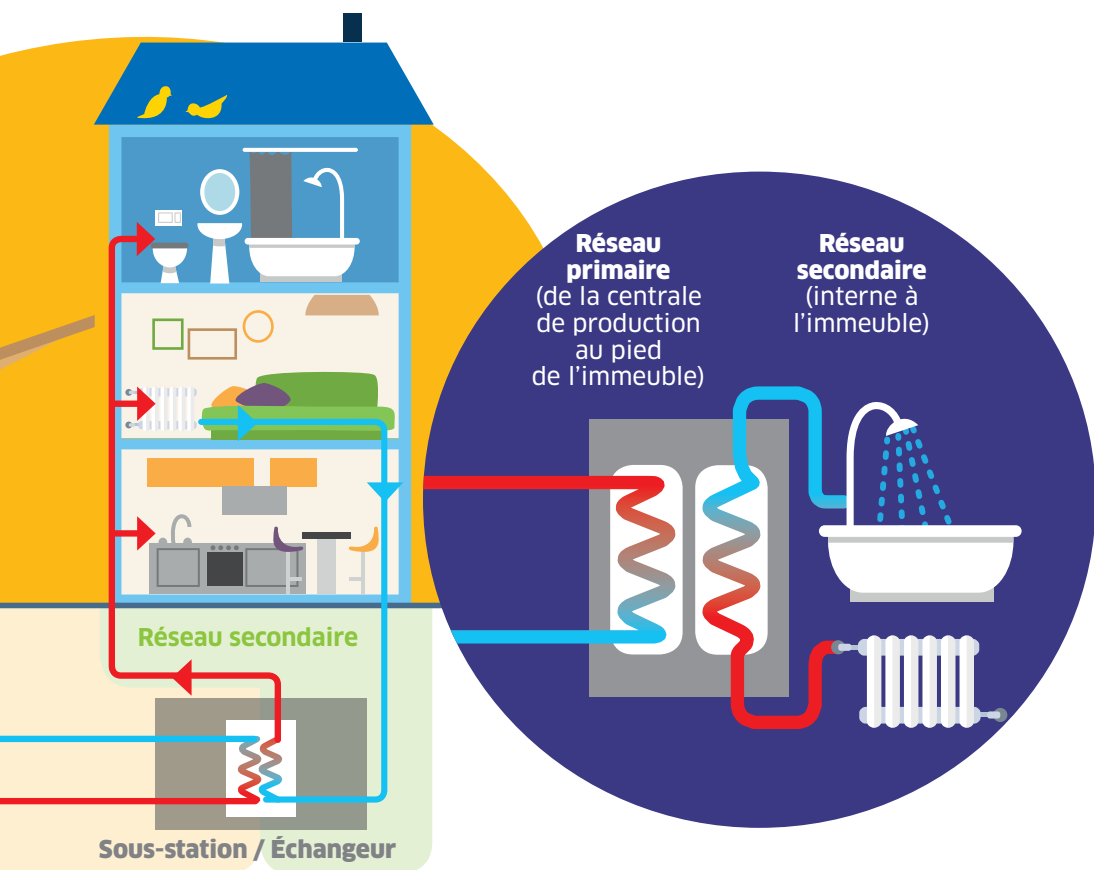 Réseau
primaire
(de la centrale
de production
au pied
de l’immeuble)
Réseau
secondaire
(interne à
l’immeuble)
Réseau secondaire
Sous-station / Échangeur